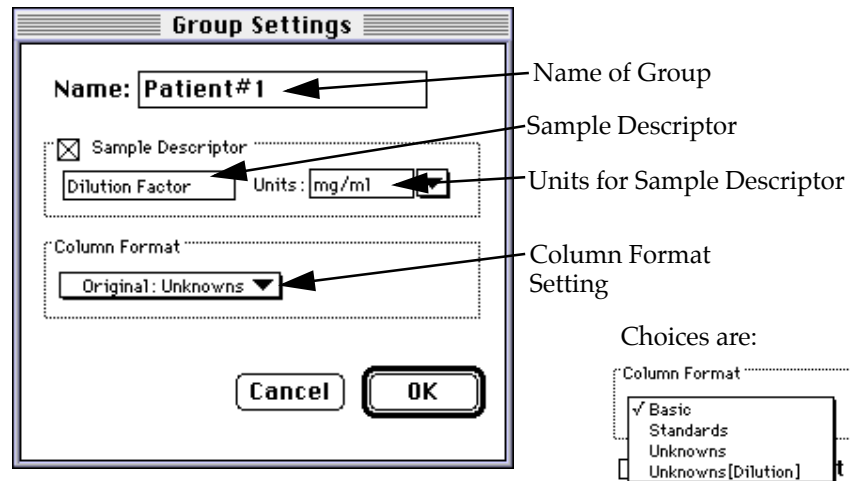 Group Settings
Name: Patient#1
Name of Group
Sample Descriptor
Sample Descriptor
Dilution Factor Units: mg/ml
Units for Sample Descriptor
Column Format
Original: Unknowns
Column Format
Setting
Cancel OK
Choices are:
Column Format
✓ Basic
Standards
Unknowns
Unknowns[Dilution]